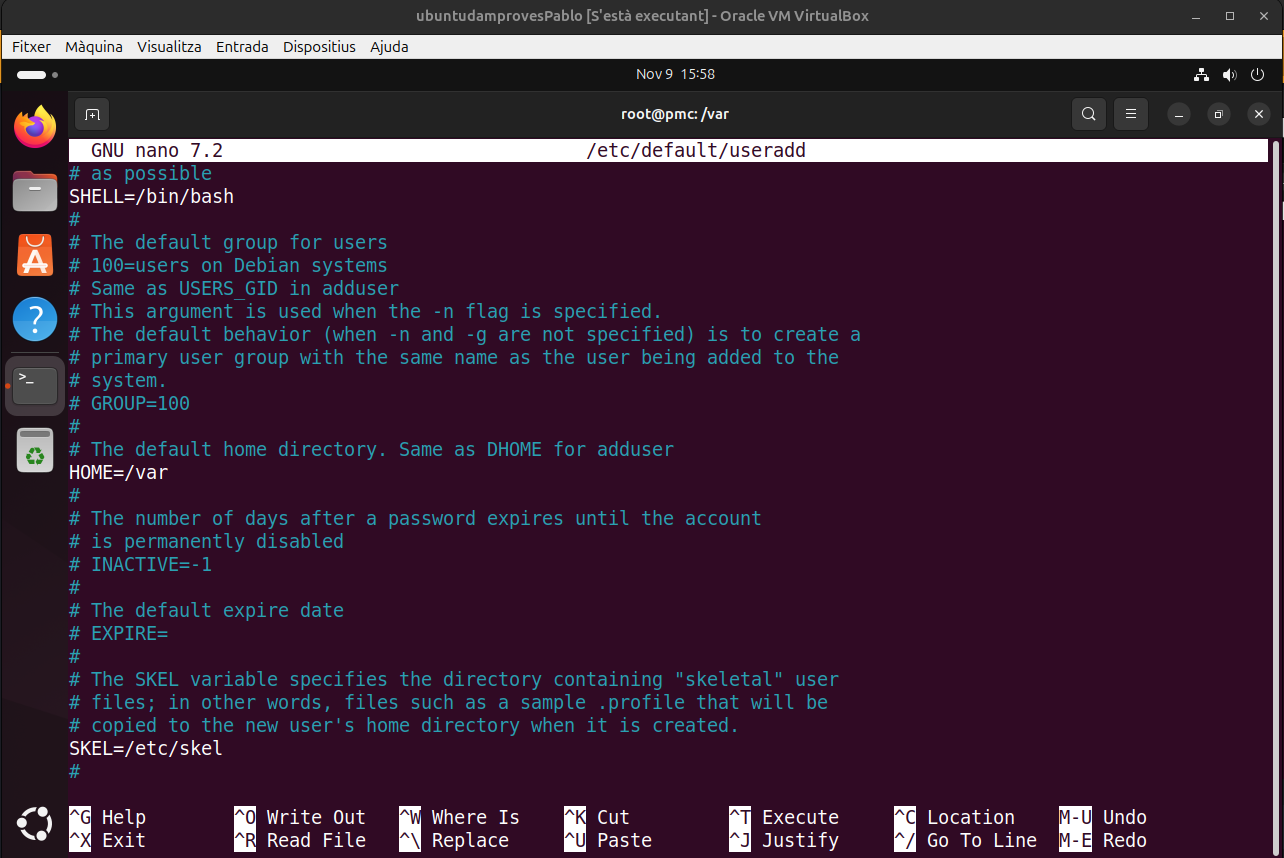 ubuntudamprovesPablo [S'està executant] - Oracle VM VirtualBox
Fitxer Màquina Visualitza Entrada Dispositius Ajuda
Nov 9 15:58
root@pmc: /var
GNU nano 7.2 /etc/default/useradd
# as possible
SHELL=/bin/bash
#
# The default group for users
# 100=users on Debian systems
# Same as USERS_GID in adduser
# This argument is used when the -n flag is specified.
# The default behavior (when -n and -g are not specified) is to create a
# primary user group with the same name as the user being added to the
# system.
# GROUP=100
#
# The default home directory. Same as DHOME for adduser
HOME=/var
#
# The number of days after a password expires until the account
# is permanently disabled
# INACTIVE=-1
#
# The default expire date
# EXPIRE=
#
# The SKEL variable specifies the directory containing "skeletal" user
# files; in other words, files such as a sample .profile that will be
# copied to the new user's home directory when it is created.
SKEL=/etc/skel
#
^G Help ^O Write Out ^W Where Is ^K Cut ^T Execute ^C Location M-U Undo
^X Exit ^R Read File ^\ Replace ^U Paste ^J Justify ^/ Go To Line M-E Redo